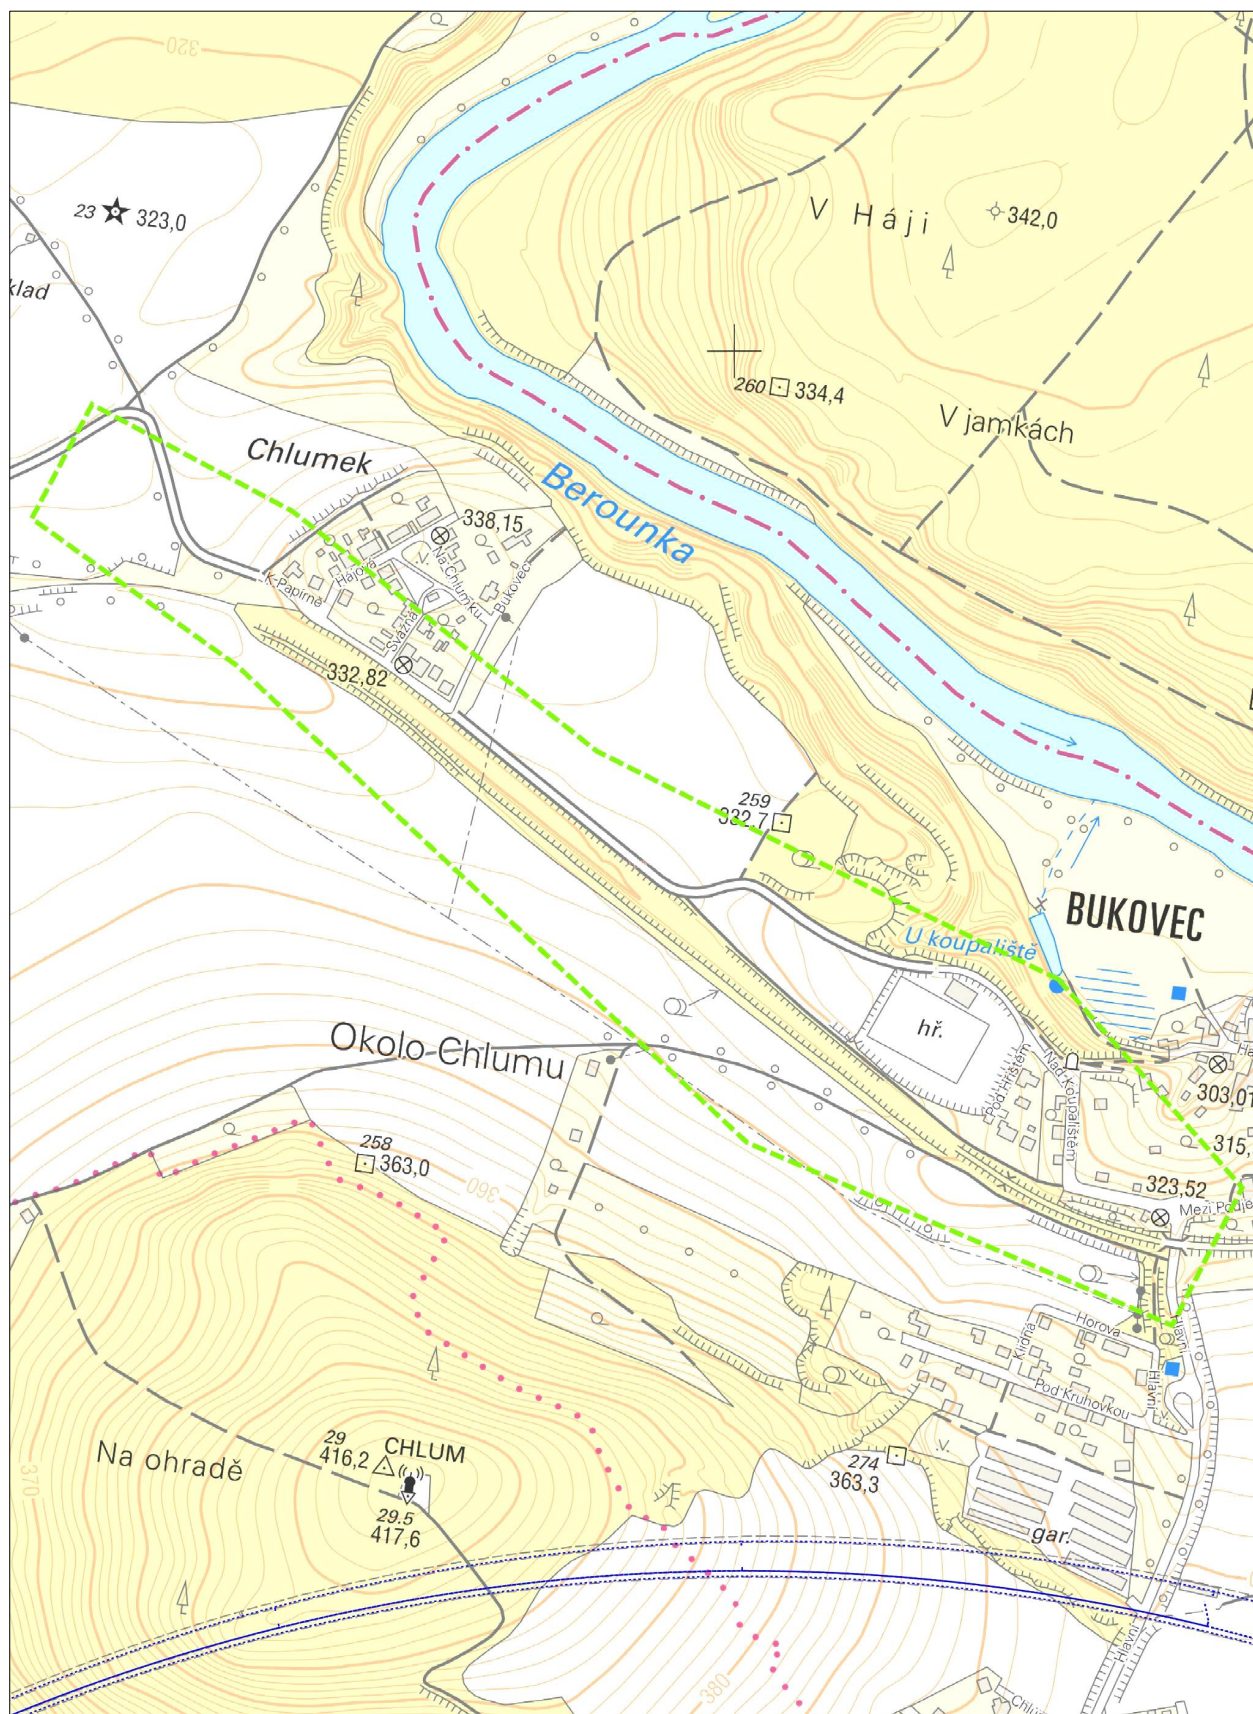 320
23 323,0
V Háji
342,0
klad
260 334,4
V jamkách
Chlumek
Berounka
338,15
K Papírně
Hájová
.V.
Na Chlumku
Bukovec
Svážná
332,82
259
332,7
BUKOVEC
U koupaliště
hř.
Okolo Chlumu
Pod Hřištěm
Nad Koupalištěm
303,01
315,
258
363,0
360
323,52
Mezi Podje
Horova
Klidná
Hlavní
Pod Kruhovkou
Hlavní
.V.
Na ohradě
29
416,2
CHLUM
29.5
417,6
274
363,3
370
gar.
380
Hlavní